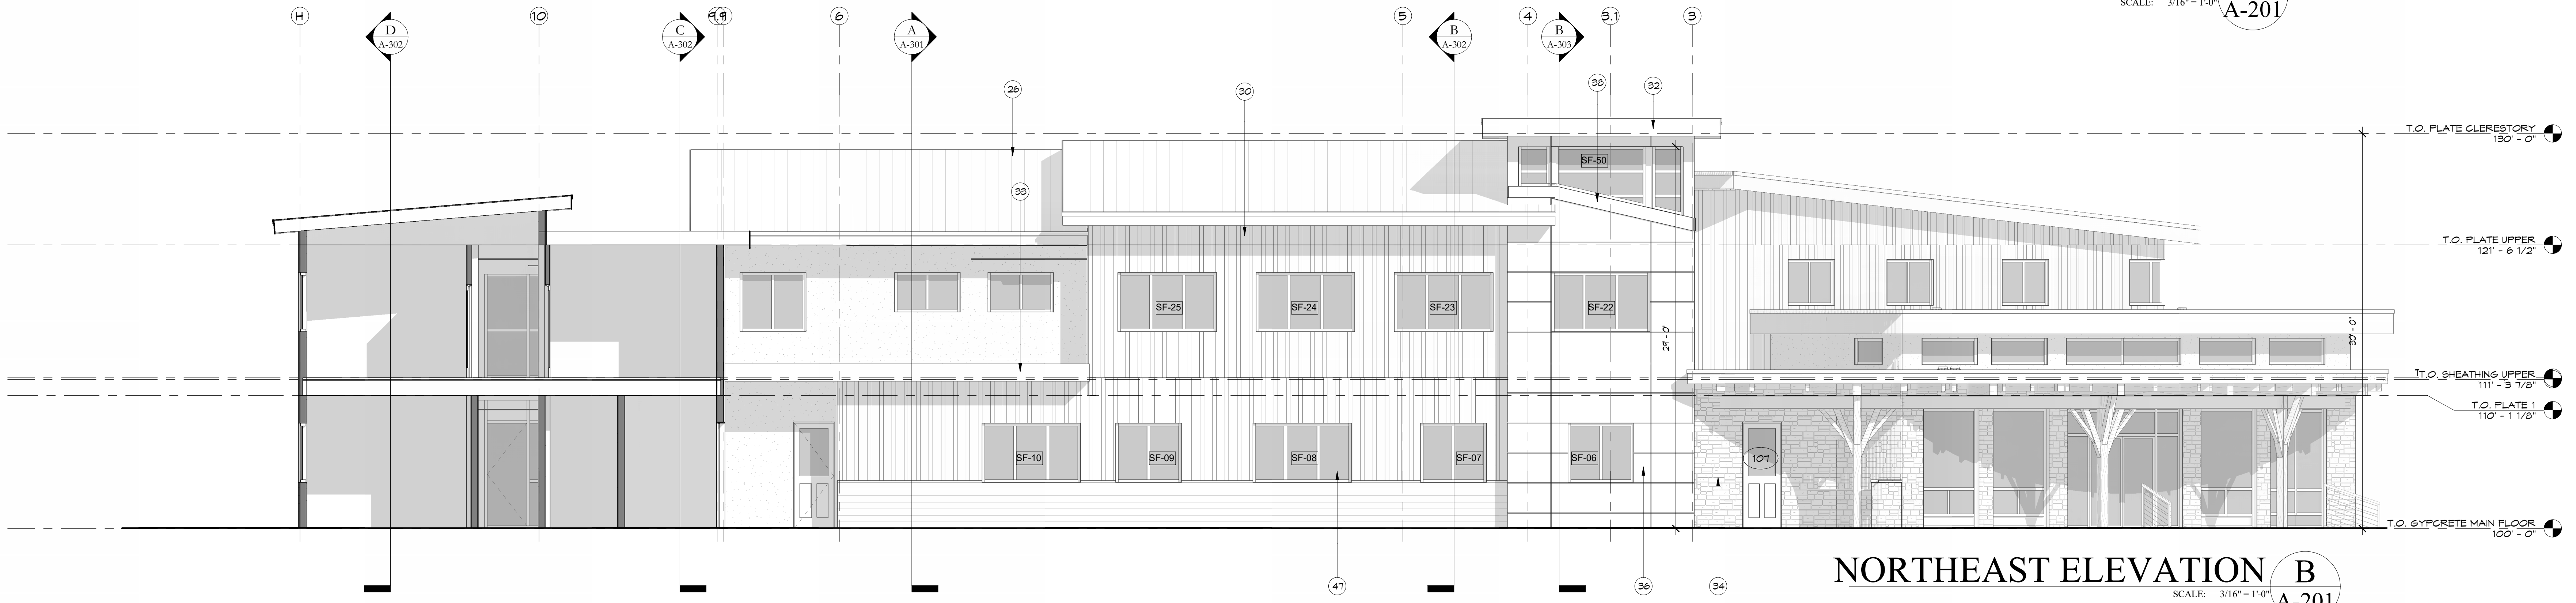 SCALE: 3/16" = 1'-0"
A-201
H
10
9
6
5
4
3.1
3
D
A-302
C
A-302
A
A-301
B
A-302
B
A-303
26
30
38
32
33
T.O. PLATE CLERESTORY
130' - 0"
T.O. PLATE UPPER
121' - 6 1/2"
T.O. SHEATHING UPPER
111' - 3 7/8"
T.O. PLATE 1
110' - 1 1/8"
T.O. GYPCRETE MAIN FLOOR
100' - 0"
SF-50
SF-25
SF-24
SF-23
SF-22
29' - 0"
30' - 0"
SF-10
SF-09
SF-08
SF-07
SF-06
107
47
36
34
NORTHEAST ELEVATION
B
SCALE: 3/16" = 1'-0"
A-201